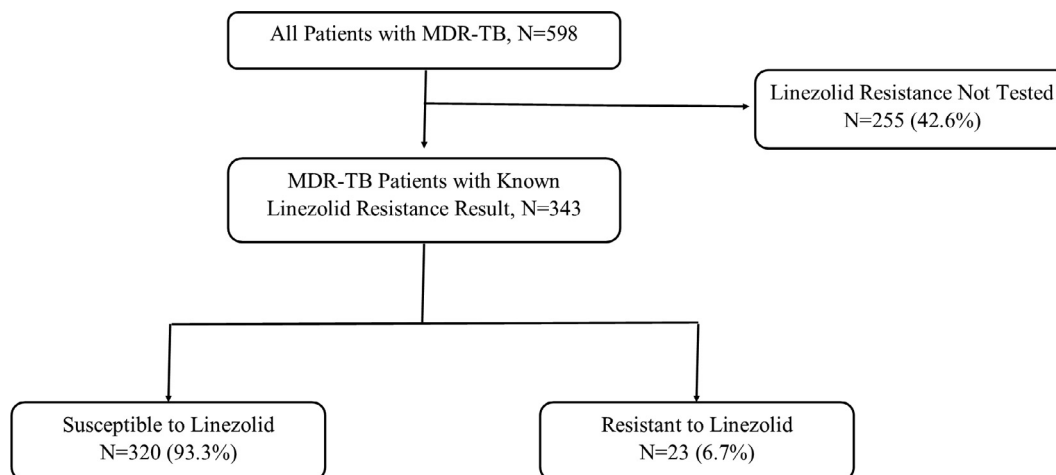 All Patients with MDR-TB, N=598
Linezolid Resistance Not Tested
N=255 (42.6%)
MDR-TB Patients with Known
Linezolid Resistance Result, N=343
Susceptible to Linezolid
N=320 (93.3%)
Resistant to Linezolid
N=23 (6.7%)